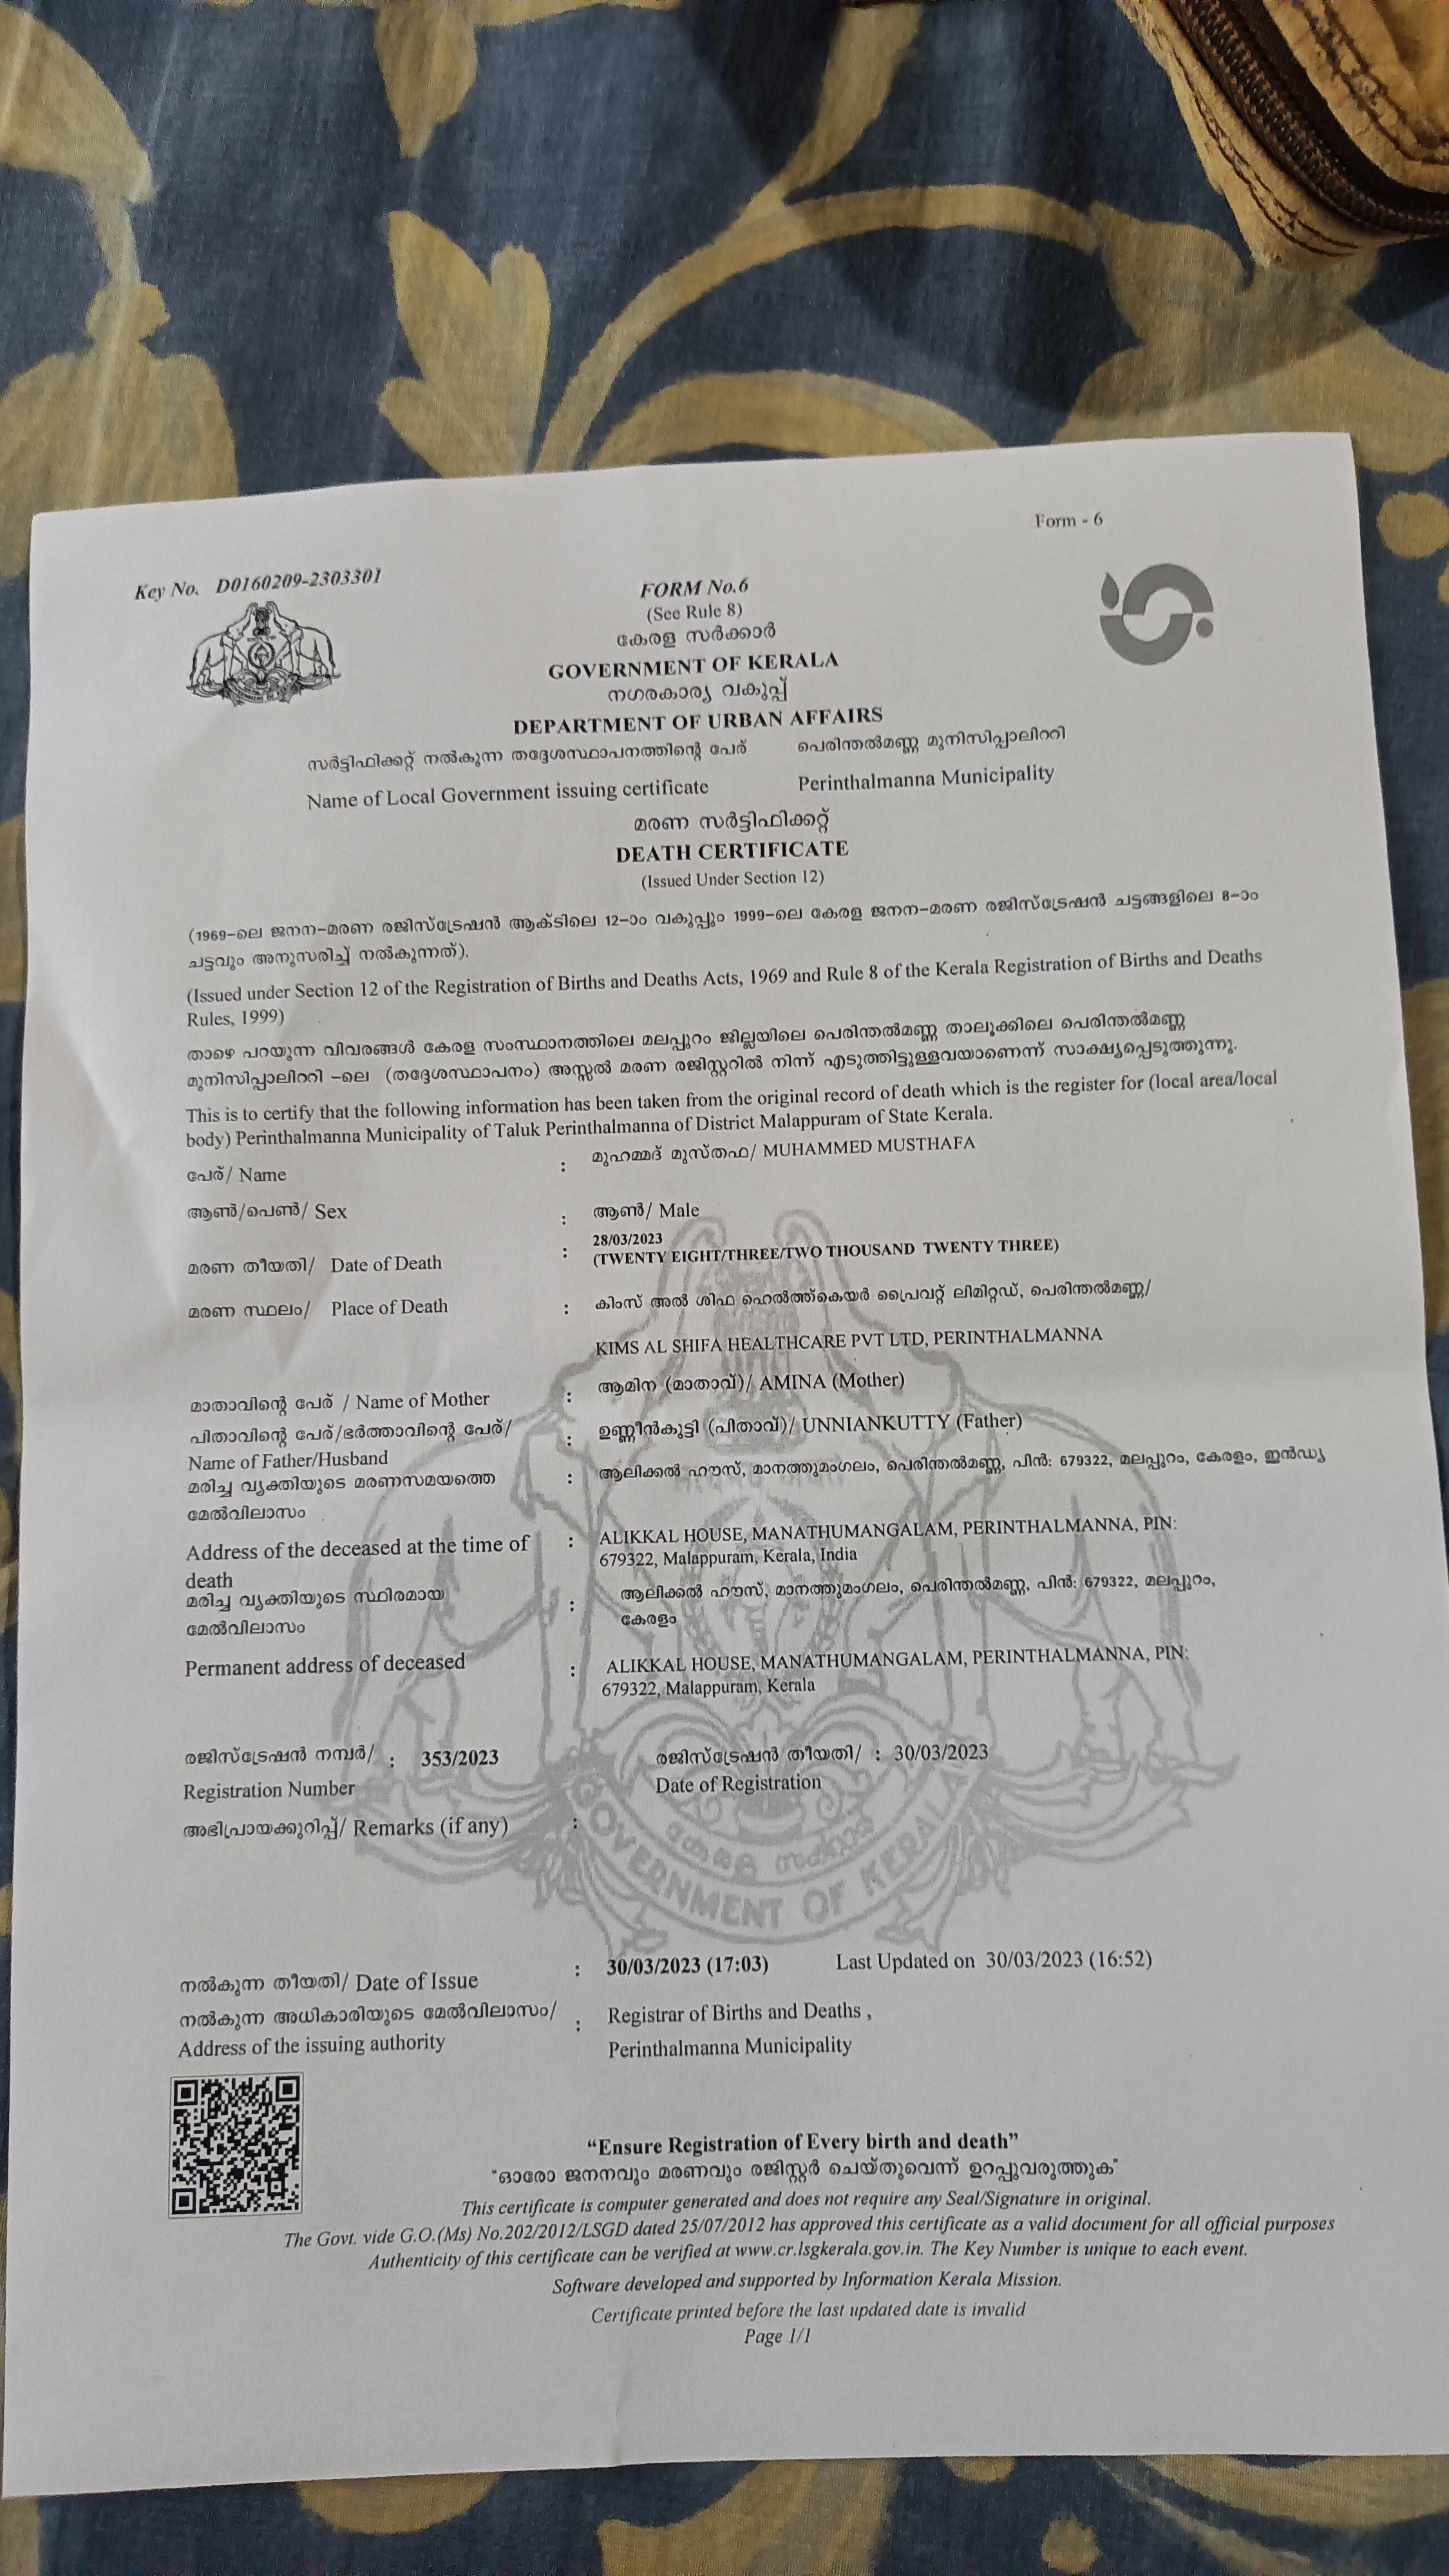 Form - 6
Key No. D0160209-2303301
FORM No.6
(See Rule 8)
കേരള സർക്കാർ
GOVERNMENT OF KERALA
നഗരകാര്യ വകുപ്പ്
DEPARTMENT OF URBAN AFFAIRS
സർട്ടിഫിക്കറ്റ് നൽകുന്ന തദ്ദേശസ്ഥാപനത്തിന്റെ പേര് പെരിന്തൽമണ്ണ മുനിസിപ്പാലിററി
Name of Local Government issuing certificate Perinthalmanna Municipality
മരണ സർട്ടിഫിക്കറ്റ്
DEATH CERTIFICATE
(Issued Under Section 12)
(1969-ലെ ജനന-മരണ രജിസ്ട്രേഷൻ ആക്ടിലെ 12-ാം വകുപ്പും 1999-ലെ കേരള ജനന-മരണ രജിസ്ട്രേഷൻ ചട്ടങ്ങളിലെ 8-ാം
ചട്ടവും അനുസരിച്ച് നൽകുന്നത്).
(Issued under Section 12 of the Registration of Births and Deaths Acts, 1969 and Rule 8 of the Kerala Registration of Births and Deaths
Rules, 1999)
താഴെ പറയുന്ന വിവരങ്ങൾ കേരള സംസ്ഥാനത്തിലെ മലപ്പുറം ജില്ലയിലെ പെരിന്തൽമണ്ണ താലൂക്കിലെ പെരിന്തൽമണ്ണ
മുനിസിപ്പാലിററി -ലെ (തദ്ദേശസ്ഥാപനം) അസ്സൽ മരണ രജിസ്റ്ററിൽ നിന്ന് എടുത്തിട്ടുള്ളവയാണെന്ന് സാക്ഷ്യപ്പെടുത്തുന്നു.
This is to certify that the following information has been taken from the original record of death which is the register for (local area/local
body) Perinthalmanna Municipality of Taluk Perinthalmanna of District Malappuram of State Kerala.
പേര്/ Name : മുഹമ്മദ് മുസ്തഫ/ MUHAMMED MUSTHAFA
ആൺ/പെൺ/ Sex : ആൺ/ Male
28/03/2023
മരണ തീയതി/ Date of Death : (TWENTY EIGHT/THREE/TWO THOUSAND TWENTY THREE)
മരണ സ്ഥലം/ Place of Death : കിംസ് അൽ ശിഫ ഹെൽത്ത്കെയർ പ്രൈവറ്റ് ലിമിറ്റഡ്, പെരിന്തൽമണ്ണ/
KIMS AL SHIFA HEALTHCARE PVT LTD, PERINTHALMANNA
മാതാവിന്റെ പേര് / Name of Mother : ആമിന (മാതാവ്)/ AMINA (Mother)
പിതാവിന്റെ പേര്/ഭർത്താവിന്റെ പേര്/ : ഉണ്ണീൻകുട്ടി (പിതാവ്)/ UNNIANKUTTY (Father)
Name of Father/Husband
മരിച്ച വ്യക്തിയുടെ മരണസമയത്തെ : ആലിക്കൽ ഹൗസ്, മാനത്തുമംഗലം, പെരിന്തൽമണ്ണ, പിൻ: 679322, മലപ്പുറം, കേരളം, ഇൻഡ്യ
മേൽവിലാസം
Address of the deceased at the time of : ALIKKAL HOUSE, MANATHUMANGALAM, PERINTHALMANNA, PIN:
death 679322, Malappuram, Kerala, India
മരിച്ച വ്യക്തിയുടെ സ്ഥിരമായ : ആലിക്കൽ ഹൗസ്, മാനത്തുമംഗലം, പെരിന്തൽമണ്ണ, പിൻ: 679322, മലപ്പുറം,
മേൽവിലാസം കേരളം
Permanent address of deceased : ALIKKAL HOUSE, MANATHUMANGALAM, PERINTHALMANNA, PIN:
679322, Malappuram, Kerala
രജിസ്ട്രേഷൻ നമ്പർ/ : 353/2023 രജിസ്ട്രേഷൻ തീയതി/ : 30/03/2023
Registration Number Date of Registration
അഭിപ്രായക്കുറിപ്പ്/ Remarks (if any) :
കേരള സർക്കാർ
GOVERNMENT OF KERALA
നൽകുന്ന തീയതി/ Date of Issue : 30/03/2023 (17:03) Last Updated on 30/03/2023 (16:52)
നൽകുന്ന അധികാരിയുടെ മേൽവിലാസം/ : Registrar of Births and Deaths ,
Address of the issuing authority Perinthalmanna Municipality
“Ensure Registration of Every birth and death”
“ഓരോ ജനനവും മരണവും രജിസ്റ്റർ ചെയ്തുവെന്ന് ഉറപ്പുവരുത്തുക”
This certificate is computer generated and does not require any Seal/Signature in original.
The Govt. vide G.O.(Ms) No.202/2012/LSGD dated 25/07/2012 has approved this certificate as a valid document for all official purposes
Authenticity of this certificate can be verified at www.cr.lsgkerala.gov.in. The Key Number is unique to each event.
Software developed and supported by Information Kerala Mission.
Certificate printed before the last updated date is invalid
Page 1/1